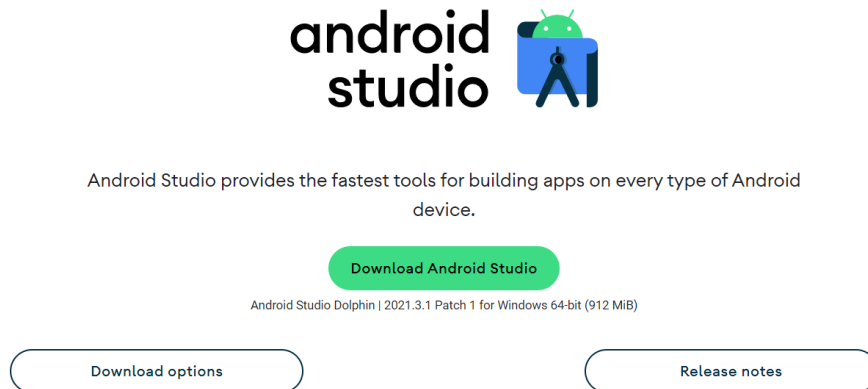 android
studio
Android Studio provides the fastest tools for building apps on every type of Android
device.
Download Android Studio
Android Studio Dolphin | 2021.3.1 Patch 1 for Windows 64-bit (912 MiB)
Download options
Release notes